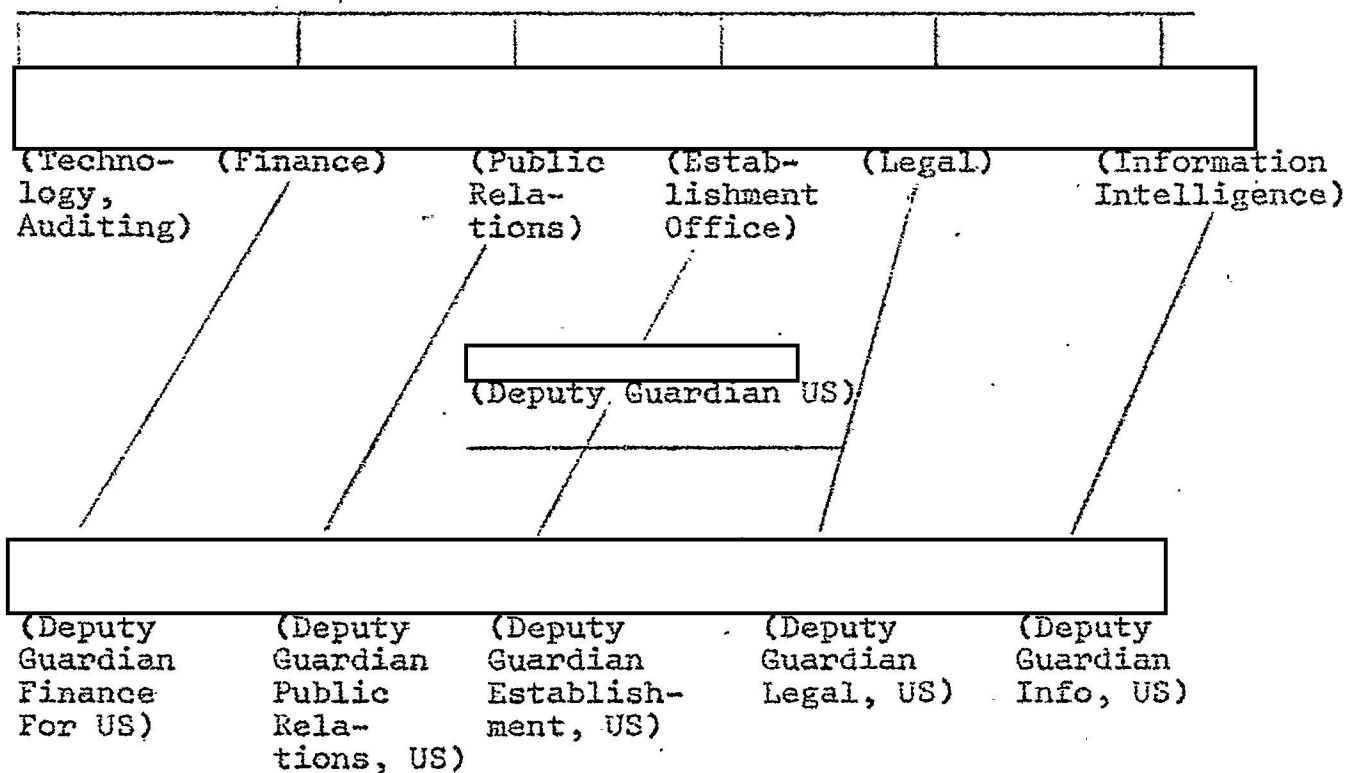 (Techno-
logy,
Auditing)
(Finance)
(Public
Rela-
tions)
(Estab-
lishment
Office)
(Legal)
(Information
Intelligence)
(Deputy Guardian US)
(Deputy
Guardian
Finance
For US)
(Deputy
Guardian
Public
Rela-
tions, US)
(Deputy
Guardian
Establish-
ment, US)
(Deputy
Guardian
Legal, US)
(Deputy
Guardian
Info, US)